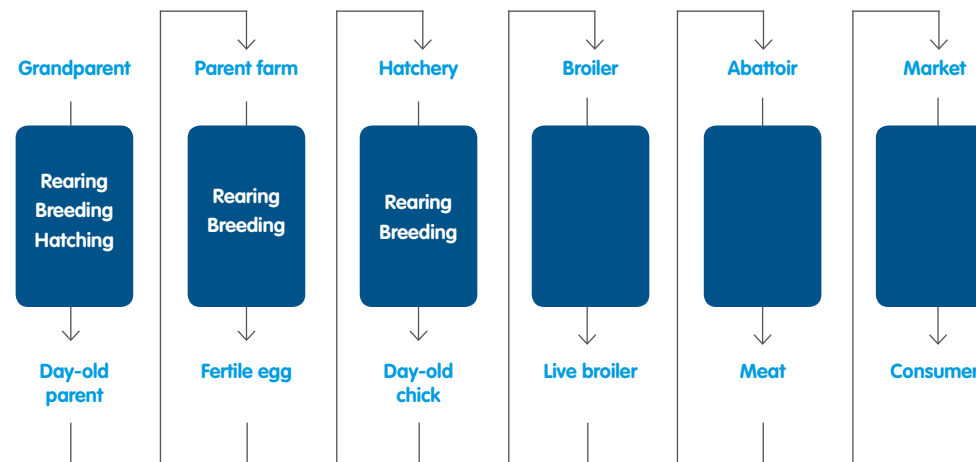 Grandparent
Rearing
Breeding
Hatching
Day-old
parent
Parent farm
Rearing
Breeding
Fertile egg
Hatchery
Rearing
Breeding
Day-old
chick
Broiler
Live broiler
Abattoir
Meat
Market
Consumer